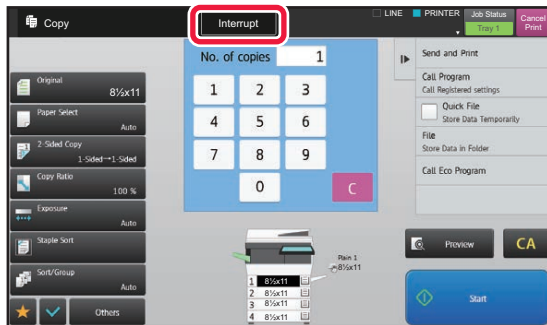 Copy
Interrupt
LINE
PRINTER
Job Status
Tray 1
Cancel
Print
Original
8½x11
Paper Select
Auto
2-Sided Copy
1-Sided→1-Sided
Copy Ratio
100 %
Exposure
Auto
Staple Sort
Sort/Group
Auto
Others
No. of copies 1
1 2 3
4 5 6
7 8 9
0 C
Pain 1
8½x11
1 8½x11
2 8½x11
3 8½x11
4 8½x11
Send and Print
Call Program
Call Registered settings
Quick File
Store Data Temporarily
File
Store Data in Folder
Call Eco Program
Preview
CA
Start